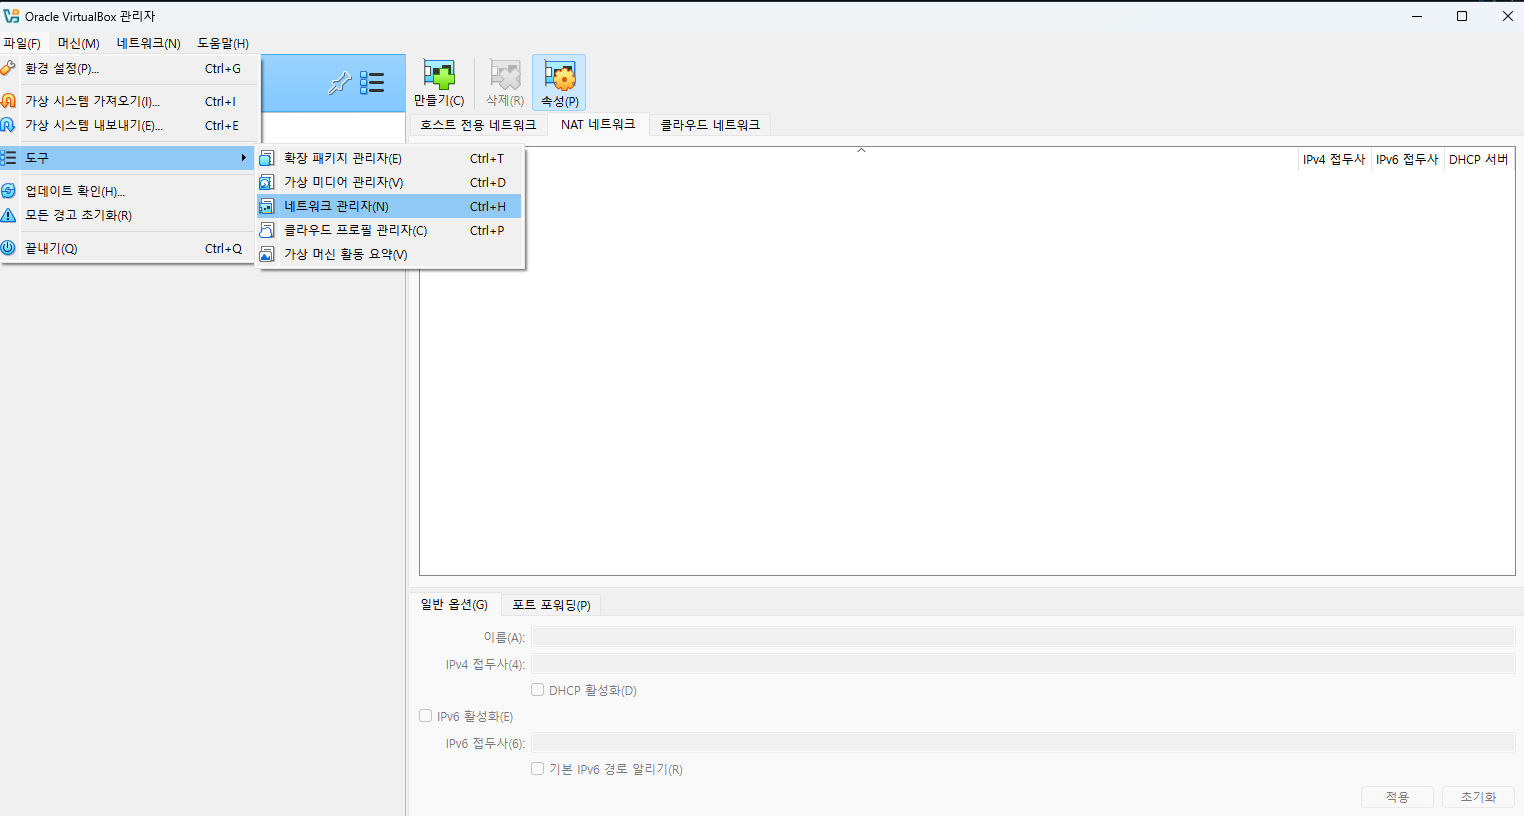 Oracle VirtualBox 관리자
파일(F) 머신(M) 네트워크(N) 도움말(H)
환경 설정(P)... Ctrl+G
가상 시스템 가져오기(I)... Ctrl+I
가상 시스템 내보내기(E)... Ctrl+E
도구
업데이트 확인(H)...
모든 경고 초기화(R)
끝내기(Q) Ctrl+Q
확장 패키지 관리자(E) Ctrl+T
가상 미디어 관리자(V) Ctrl+D
네트워크 관리자(N) Ctrl+H
클라우드 프로필 관리자(C) Ctrl+P
가상 머신 활동 요약(V)
만들기(C) 삭제(R) 속성(P)
호스트 전용 네트워크 NAT 네트워크 클라우드 네트워크
IPv4 접두사 IPv6 접두사 DHCP 서버
일반 옵션(G) 포트 포워딩(P)
이름(A):
IPv4 접두사(4):
DHCP 활성화(D)
IPv6 활성화(E)
IPv6 접두사(6):
기본 IPv6 경로 알리기(R)
적용 초기화